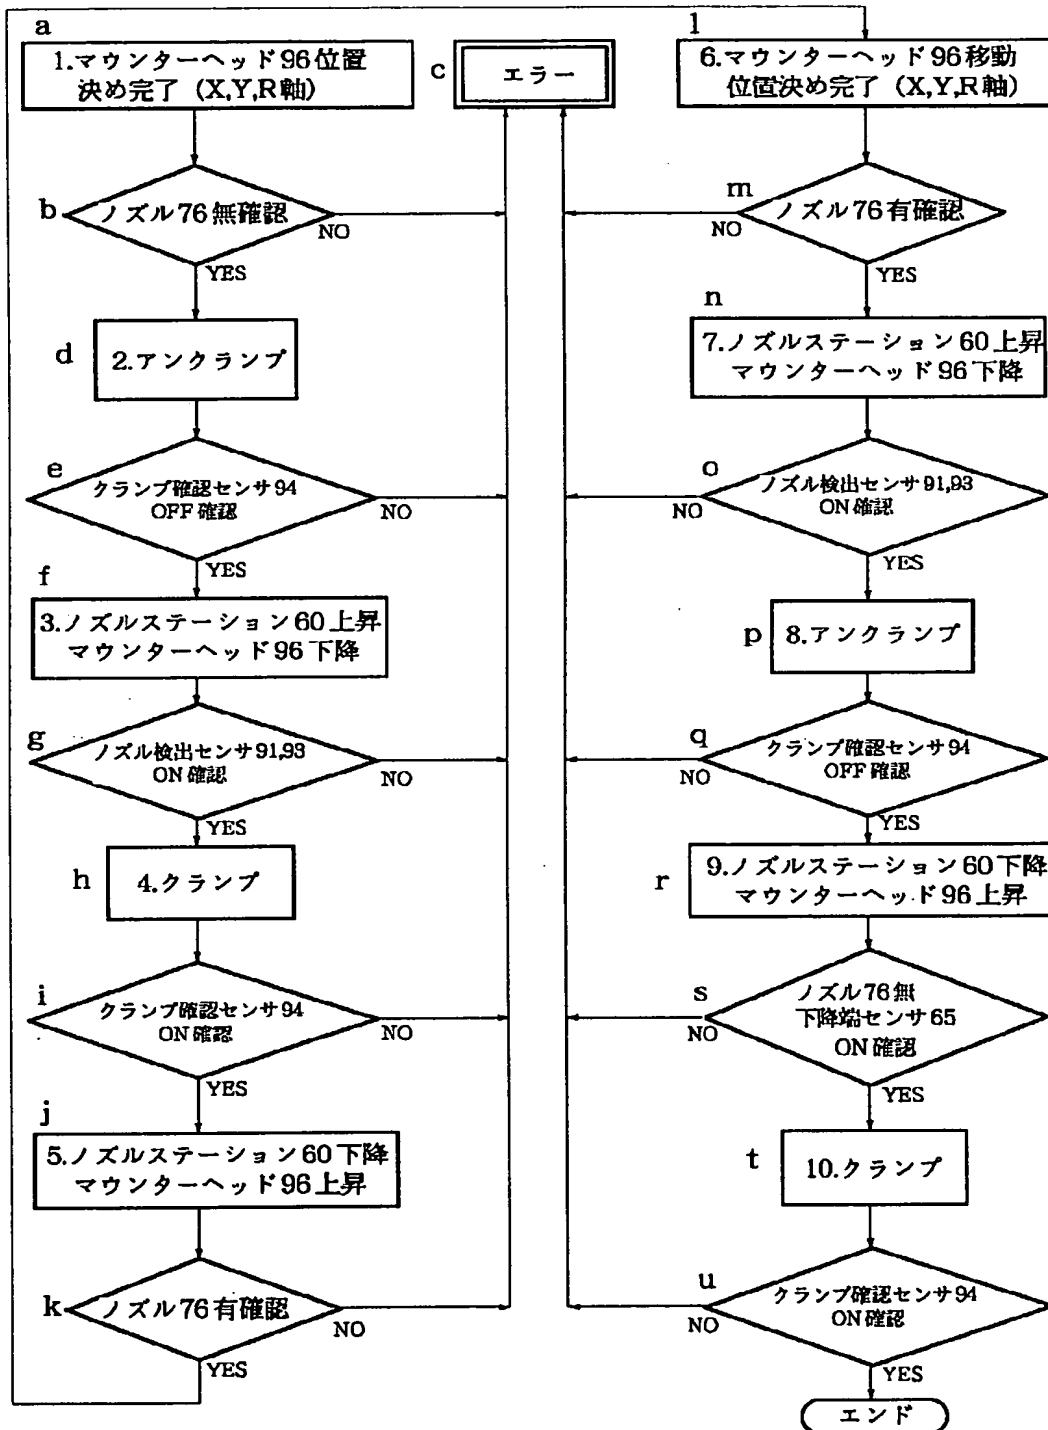 a
1.マウンターヘッド96位置
決め完了 (X,Y,R軸)
b
ノズル76無確認
NO
YES
c
エラー
d
2.アンクランプ
e
クランプ確認センサ94
OFF確認
NO
YES
f
3.ノズルステーション60上昇
マウンターヘッド96下降
g
ノズル検出センサ91,93
ON確認
NO
YES
h
4.クランプ
i
クランプ確認センサ94
ON確認
NO
YES
j
5.ノズルステーション60下降
マウンターヘッド96上昇
k
ノズル76有確認
NO
YES
l
6.マウンターヘッド96移動
位置決め完了 (X,Y,R軸)
m
ノズル76有確認
NO
YES
n
7.ノズルステーション60上昇
マウンターヘッド96下降
o
ノズル検出センサ91,93
ON確認
NO
YES
p
8.アンクランプ
q
クランプ確認センサ94
OFF確認
NO
YES
r
9.ノズルステーション60下降
マウンターヘッド96上昇
s
ノズル76無
下降端センサ65
ON確認
NO
YES
t
10.クランプ
u
クランプ確認センサ94
ON確認
NO
YES
エンド